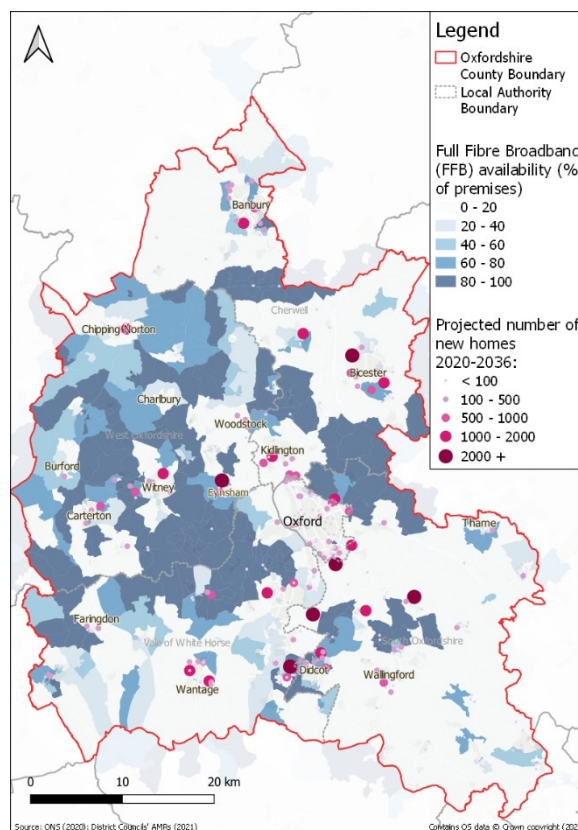 Legend
Oxfordshire
County Boundary
Local Authority
Boundary
Full Fibre Broadband
(FFB) availability (%
of premises)
0 - 20
20 - 40
40 - 60
60 - 80
80 - 100
Projected number of
new homes
2020-2036:
< 100
100 - 500
500 - 1000
1000 - 2000
2000 +
Banbury
Cherwell
Chipping Norton
Bicester
Charlbury
Woodstock
West Oxfordshire
Kidlington
Burford
Witney
Eynsham
Carterton
Oxford
Thame
Faringdon
Vale of White Horse
South Oxfordshire
Didcot
Wallingford
Wantage
0 10 20 km
Source: ONS (2020); District Councils' AMRs (2021)
Contains OS data © Crown copyright (202